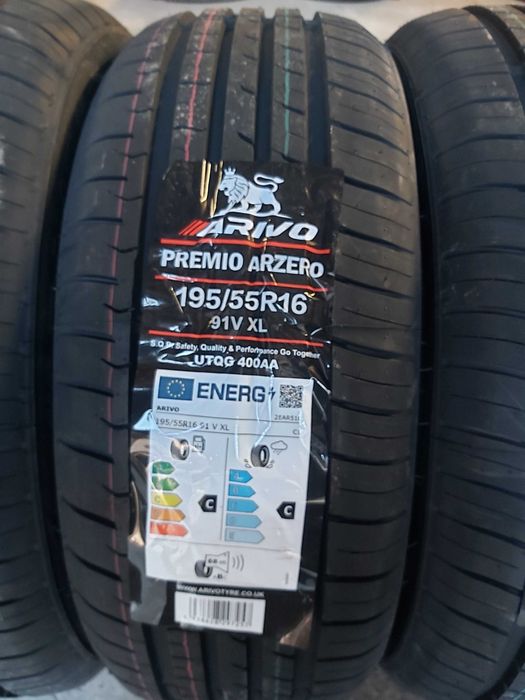 ARIVO
PREMIO ARZERO
195/55R16
91V XL
S.Q.P. Safety, Quality & Performance Go Together
UTQG 400AA
ENERG
ARIVO
195/55R16 91 V XL
C1
C
C
WWW.ARIVOTYRE.CO.UK